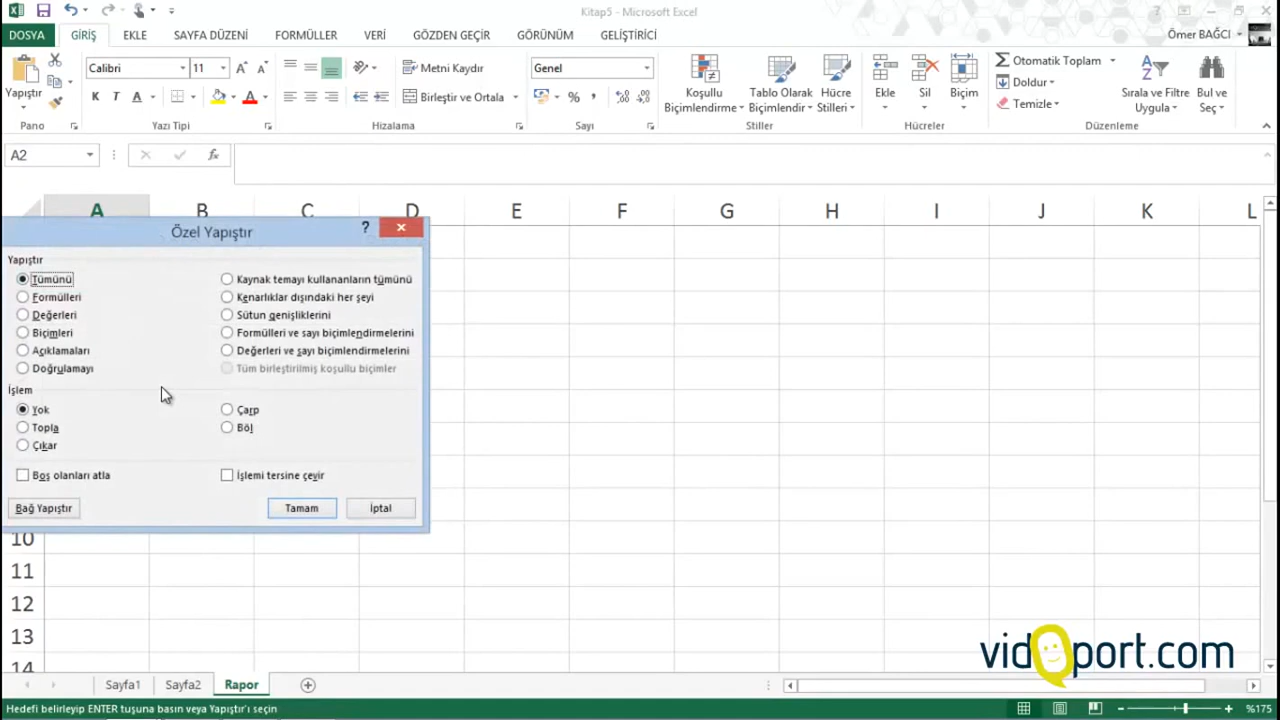 Kitap5 - Microsoft Excel
DOSYA GİRİŞ EKLE SAYFA DÜZENİ FORMÜLLER VERİ GÖZDEN GEÇİR GÖRÜNÜM GELİŞTİRİCİ Ömer BAĞCI
Yapıştır
Calibri 11
K T A
Metni Kaydır
Birleştir ve Ortala
Genel
%
Koşullu Biçimlendirme
Tablo Olarak Biçimlendir
Hücre Stilleri
Ekle
Sil
Biçim
Otomatik Toplam
Doldur
Temizle
Sırala ve Filtre Uygula
Bul ve Seç
Pano Yazı Tipi Hizalama Sayı Stiller Hücreler Düzenleme
A2 fx
A B C D E F G H I J K L
Özel Yapıştır ?
Yapıştır
Tümünü Kaynak temayı kullananların tümünü
Formülleri Kenarlıklar dışındaki her şeyi
Değerleri Sütun genişliklerini
Biçimleri Formülleri ve sayı biçimlendirmelerini
Açıklamaları Değerleri ve sayı biçimlendirmelerini
Doğrulamayı Tüm birleştirilmiş koşullu biçimler
İşlem
Yok Çarp
Topla Böl
Çıkar
Boş olanları atla İşlemi tersine çevir
Bağ Yapıştır Tamam İptal
10
11
12
13
14
vidoport.com
Sayfa1 Sayfa2 Rapor
Hedefi belirleyip ENTER tuşuna basın veya Yapıştır'ı seçin
%175